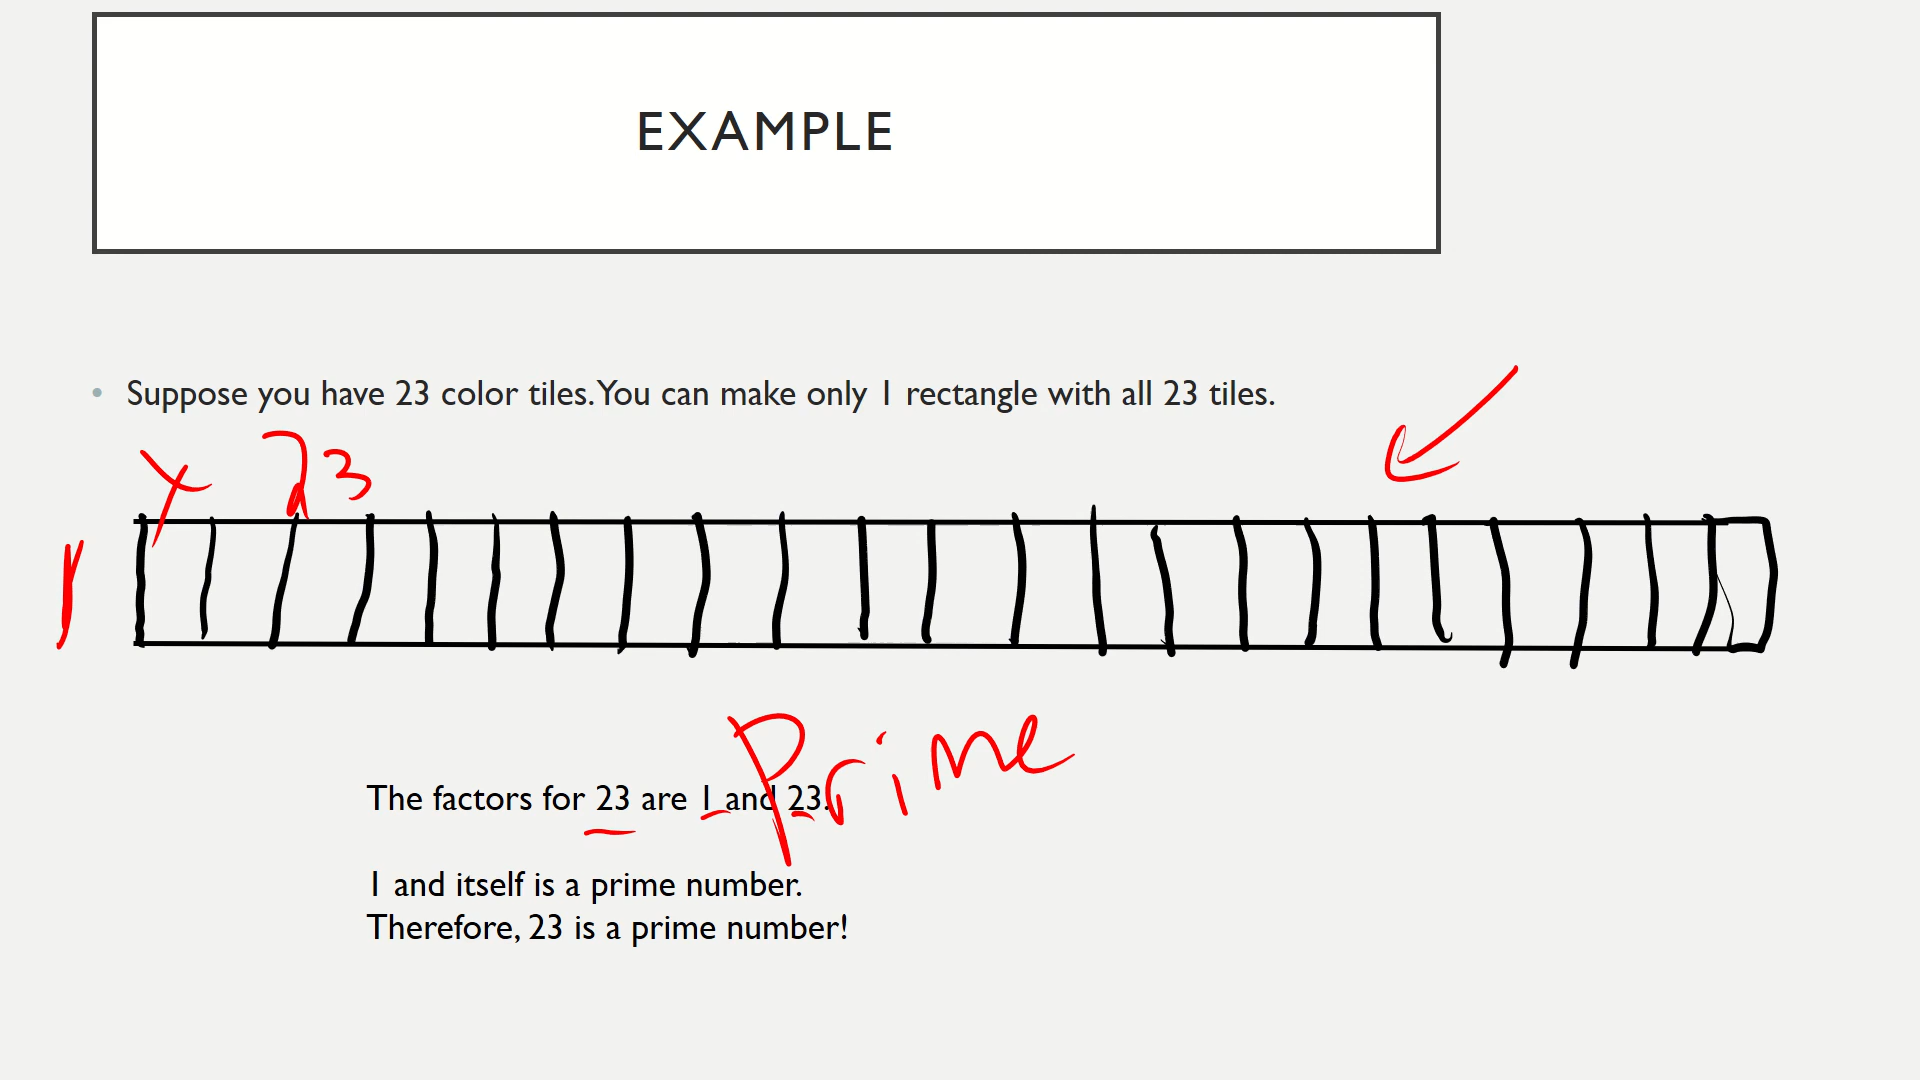 EXAMPLE
• Suppose you have 23 color tiles. You can make only 1 rectangle with all 23 tiles.
x 23
1
Prime
The factors for 23 are 1 and 23.
1 and itself is a prime number.
Therefore, 23 is a prime number!